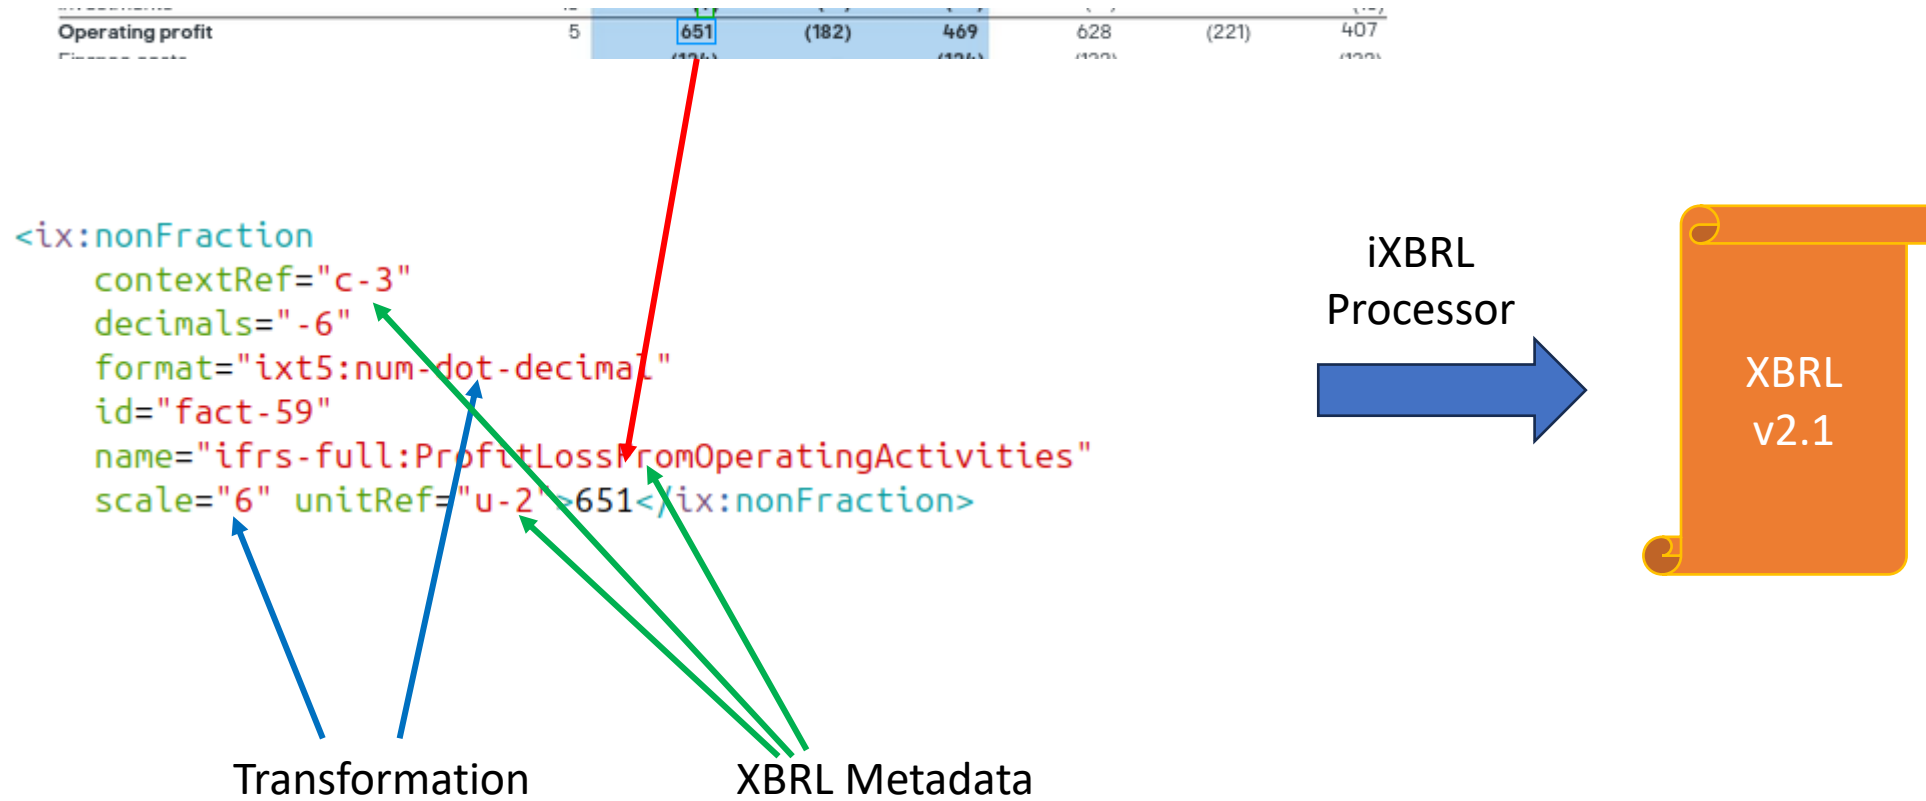 Operating profit 5 651 (182) 469 628 (221) 407
<ix:nonFraction
contextRef="c-3"
decimals="-6"
format="ixt5:num-dot-decimal"
id="fact-59"
name="ifrs-full:ProfitLossFromOperatingActivities"
scale="6" unitRef="u-2">651</ix:nonFraction>
iXBRL
Processor
XBRL
v2.1
Transformation
XBRL Metadata